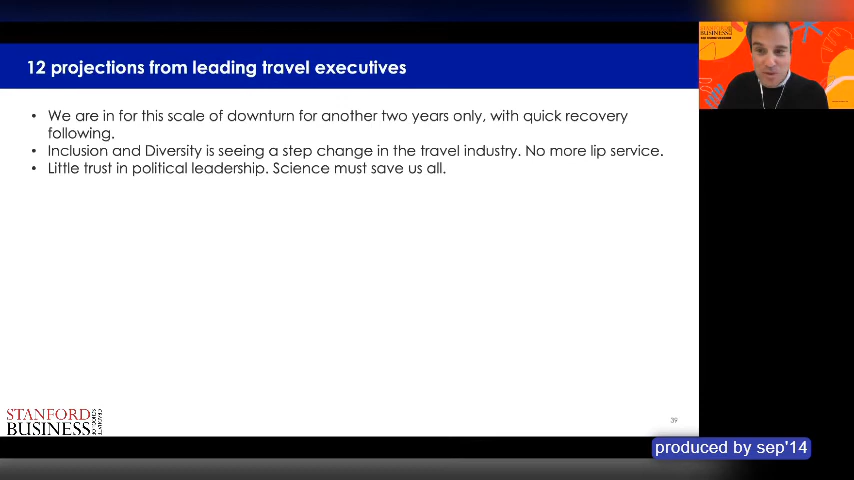 12 projections from leading travel executives
• We are in for this scale of downturn for another two years only, with quick recovery
following.
• Inclusion and Diversity is seeing a step change in the travel industry. No more lip service.
• Little trust in political leadership. Science must save us all.
STANFORD
BUSINESS
39
produced by sep'14